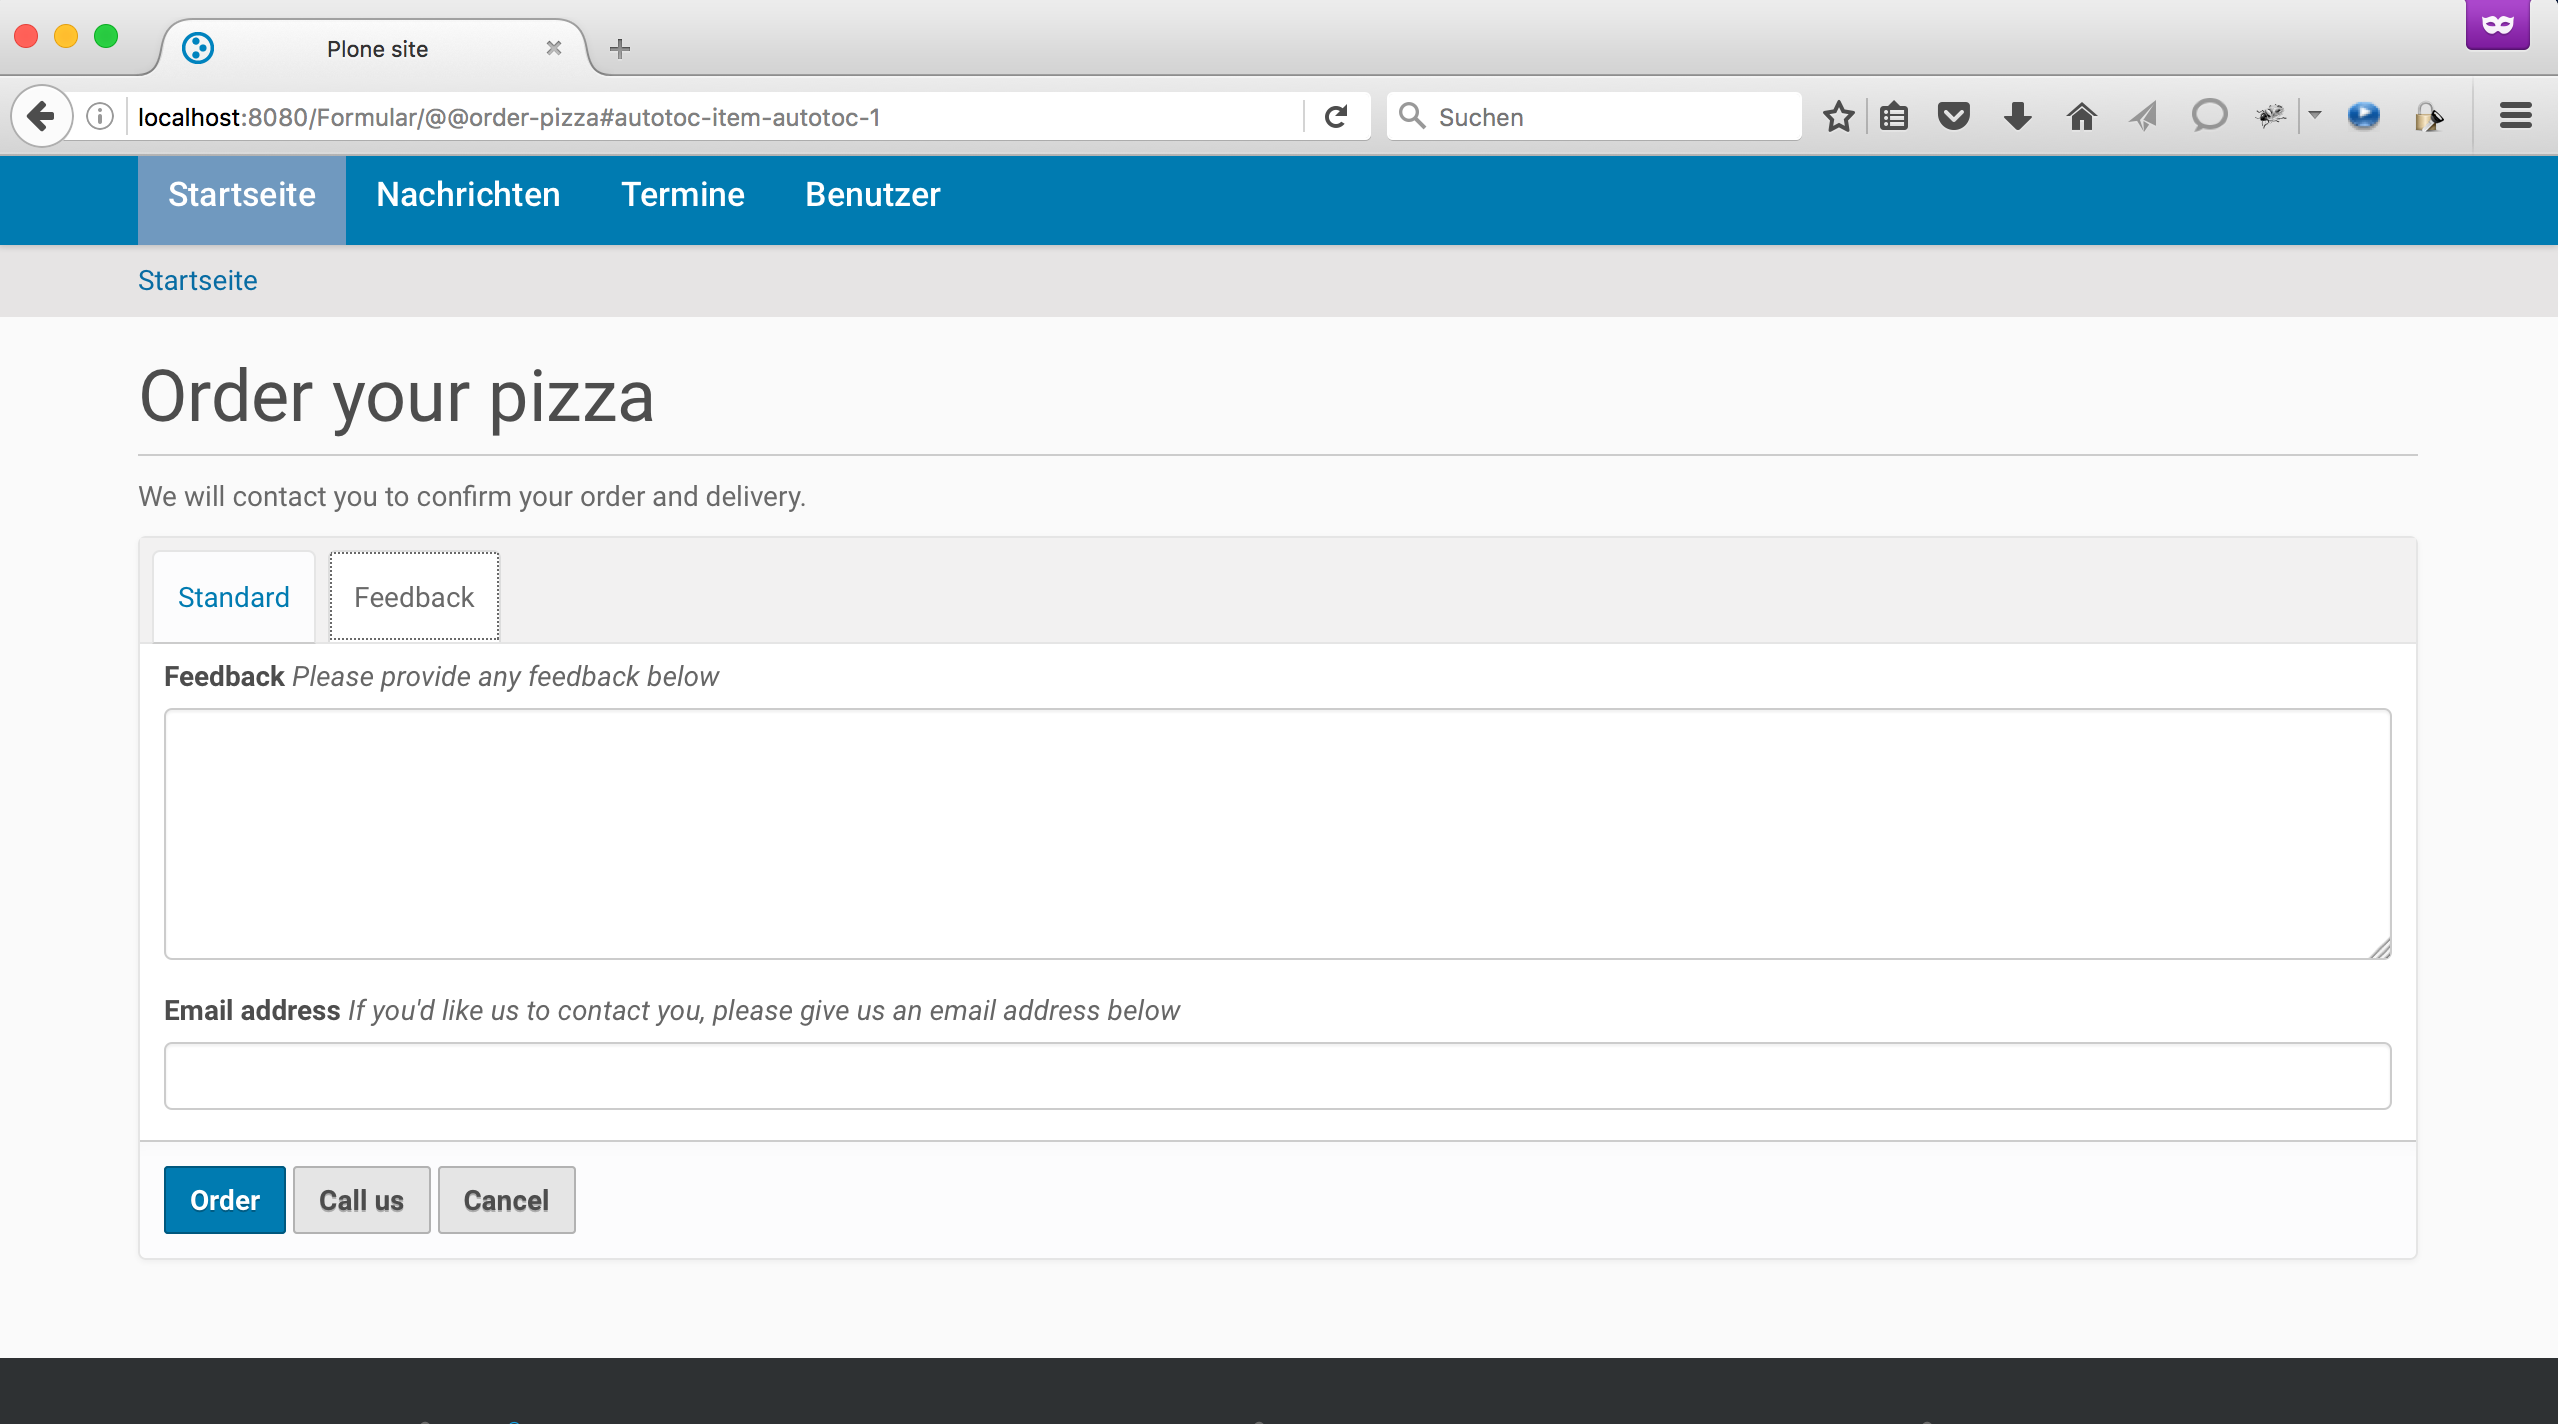 Plone site
localhost:8080/Formular/@@order-pizza#autotoc-item-autotoc-1
Suchen
Startseite Nachrichten Termine Benutzer
Startseite
Order your pizza
We will contact you to confirm your order and delivery.
Standard Feedback
Feedback Please provide any feedback below
Email address If you'd like us to contact you, please give us an email address below
Order Call us Cancel